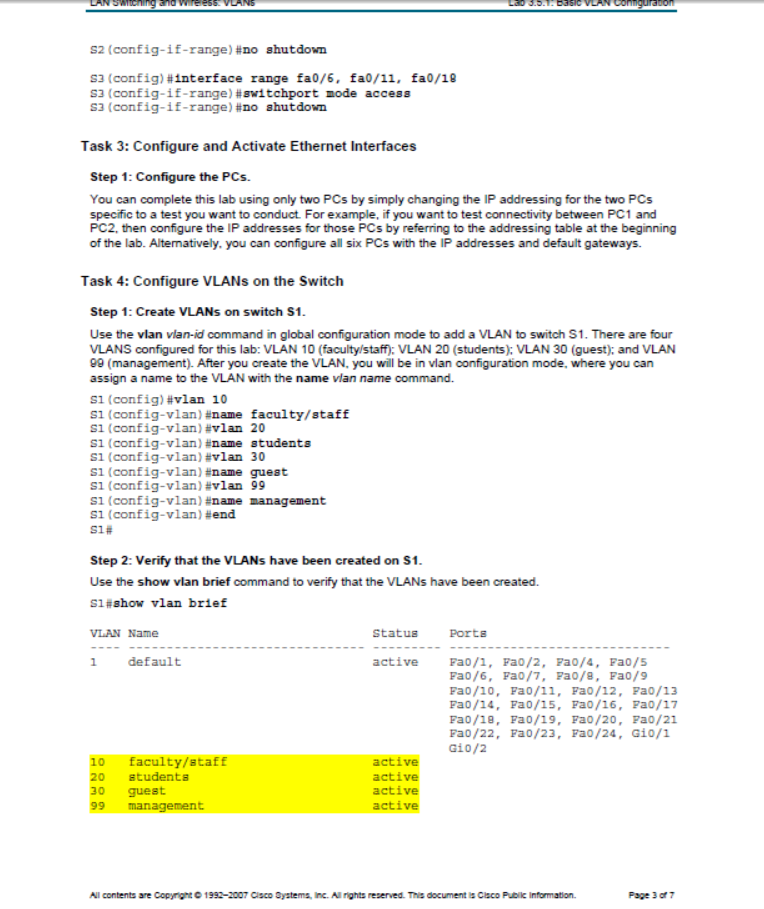 LAN Switching and Wireless: VLANs Lab 3.5.1: Basic VLAN Configuration
S2(config-if-range)#no shutdown
S3(config)#interface range fa0/6, fa0/11, fa0/18
S3(config-if-range)#switchport mode access
S3(config-if-range)#no shutdown
Task 3: Configure and Activate Ethernet Interfaces
Step 1: Configure the PCs.
You can complete this lab using only two PCs by simply changing the IP addressing for the two PCs
specific to a test you want to conduct. For example, if you want to test connectivity between PC1 and
PC2, then configure the IP addresses for those PCs by referring to the addressing table at the beginning
of the lab. Alternatively, you can configure all six PCs with the IP addresses and default gateways.
Task 4: Configure VLANs on the Switch
Step 1: Create VLANs on switch S1.
Use the vlan vlan-id command in global configuration mode to add a VLAN to switch S1. There are four
VLANS configured for this lab: VLAN 10 (faculty/staff); VLAN 20 (students); VLAN 30 (guest); and VLAN
99 (management). After you create the VLAN, you will be in vlan configuration mode, where you can
assign a name to the VLAN with the name vlan name command.
S1(config)#vlan 10
S1(config-vlan)#name faculty/staff
S1(config-vlan)#vlan 20
S1(config-vlan)#name students
S1(config-vlan)#vlan 30
S1(config-vlan)#name guest
S1(config-vlan)#vlan 99
S1(config-vlan)#name management
S1(config-vlan)#end
S1#
Step 2: Verify that the VLANs have been created on S1.
Use the show vlan brief command to verify that the VLANs have been created.
S1#show vlan brief
VLAN Name Status Ports
---- -------------------------------- --------- -------------------------------
1 default active Fa0/1, Fa0/2, Fa0/4, Fa0/5
Fa0/6, Fa0/7, Fa0/8, Fa0/9
Fa0/10, Fa0/11, Fa0/12, Fa0/13
Fa0/14, Fa0/15, Fa0/16, Fa0/17
Fa0/18, Fa0/19, Fa0/20, Fa0/21
Fa0/22, Fa0/23, Fa0/24, Gi0/1
Gi0/2
10 faculty/staff active
20 students active
30 guest active
99 management active
All contents are Copyright © 1992–2007 Cisco Systems, Inc. All rights reserved. This document is Cisco Public Information. Page 3 of 7